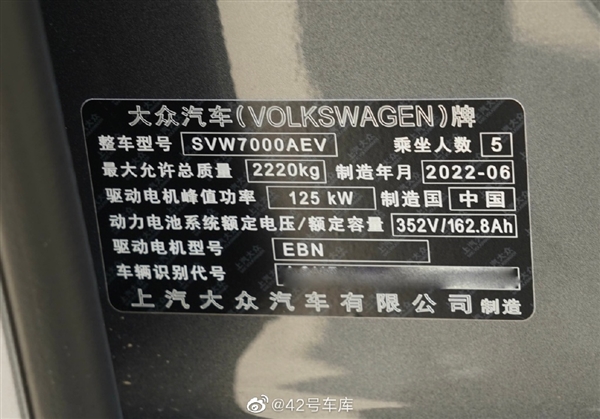 大众汽车(VOLKSWAGEN)牌
整车型号 SVW7000AEV 乘坐人数 5
最大允许总质量 2220kg 制造年月 2022-06
驱动电机峰值功率 125 kW 制造国 中国
动力电池系统额定电压/额定容量 352V/162.8Ah
驱动电机型号 EBN
车辆识别代号
上汽大众汽车有限公司 制造
@42号车库